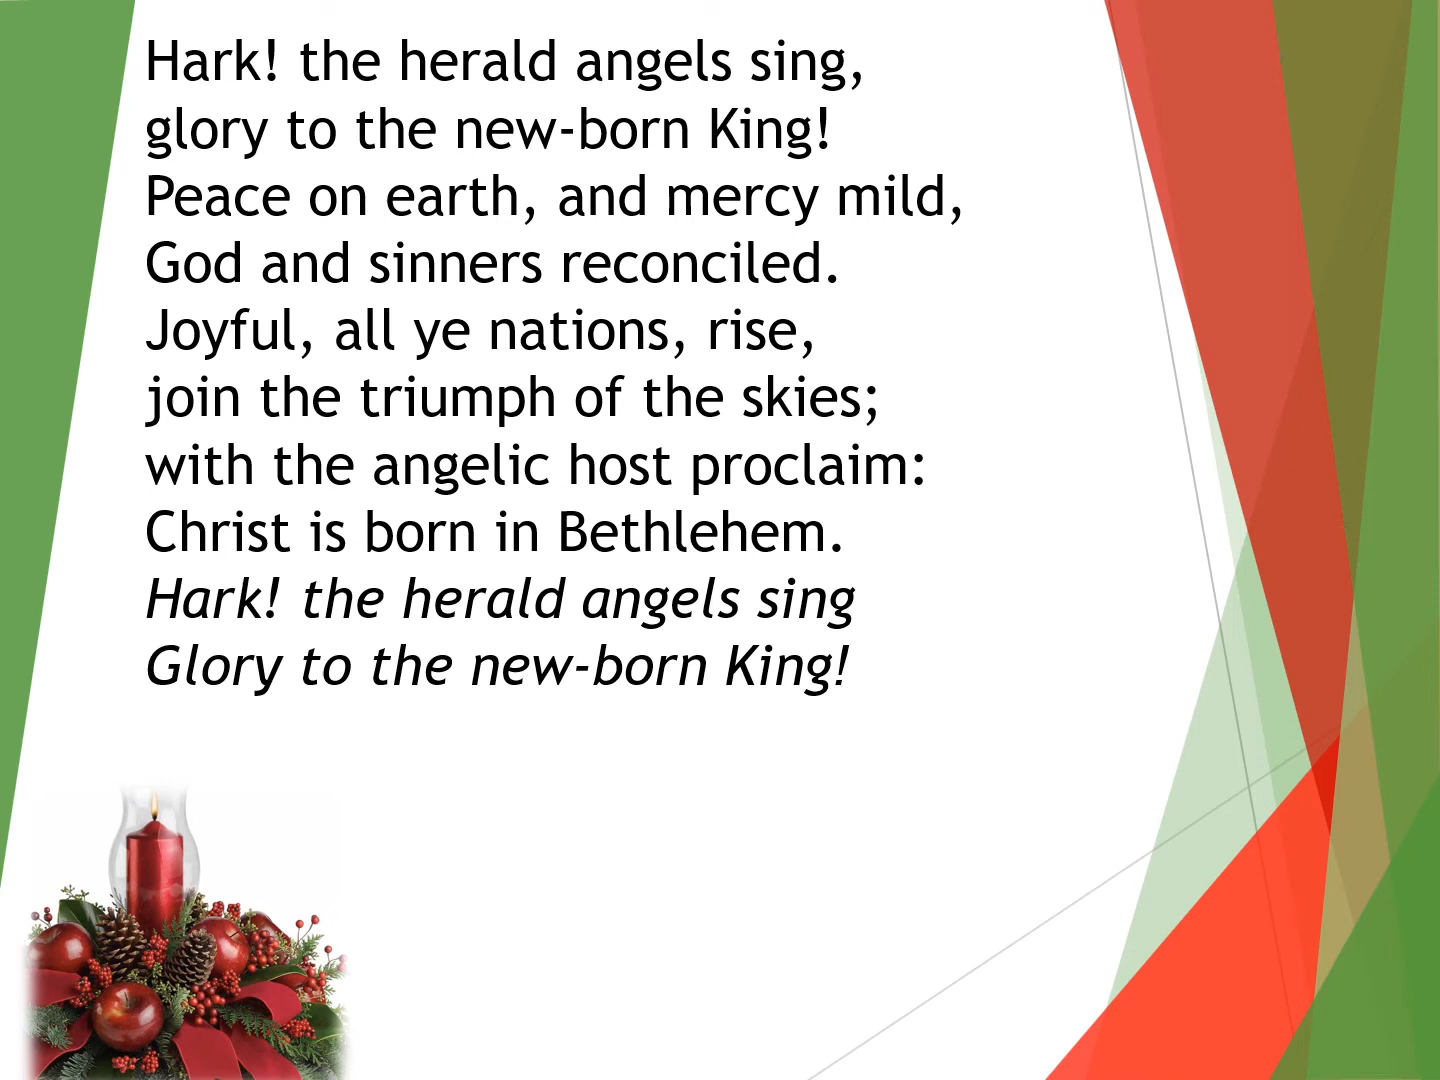 Hark! the herald angels sing,
glory to the new-born King!
Peace on earth, and mercy mild,
God and sinners reconciled.
Joyful, all ye nations, rise,
join the triumph of the skies;
with the angelic host proclaim:
Christ is born in Bethlehem.
Hark! the herald angels sing
Glory to the new-born King!